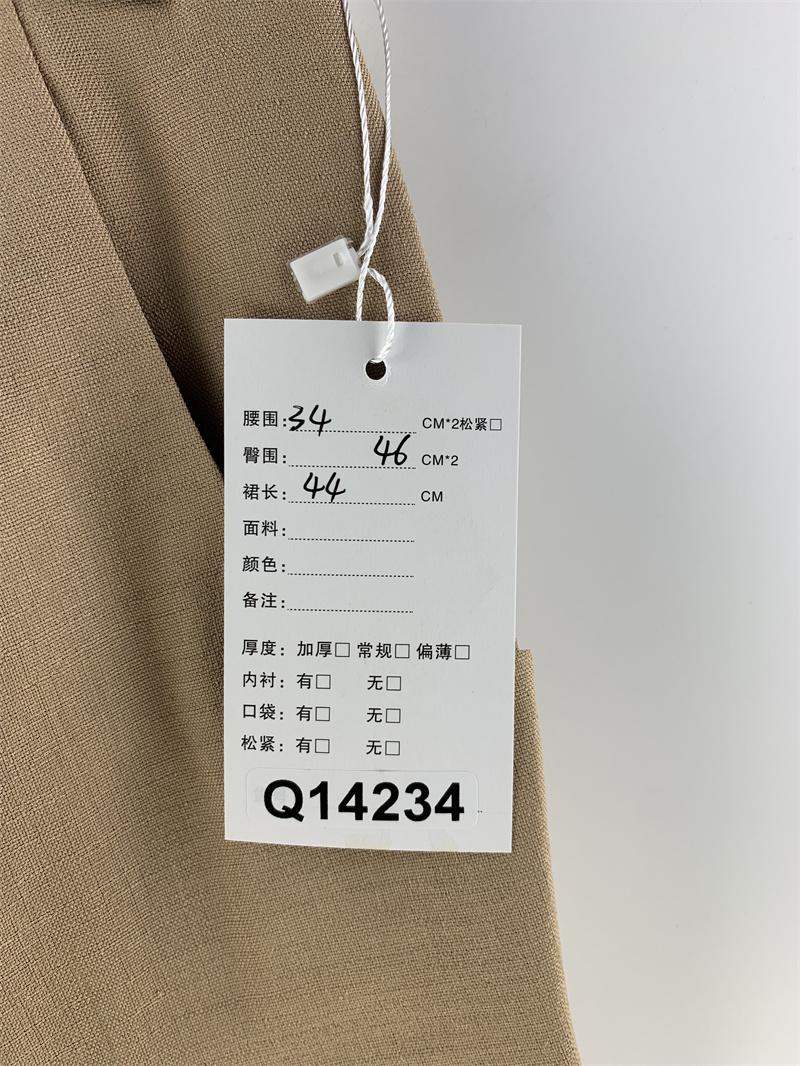 腰围:34 CM*2松紧□
臀围: 46 CM*2
裙长:44 CM
面料:
颜色:
备注:
厚度: 加厚□ 常规□ 偏薄□
内衬: 有□ 无□
口袋: 有□ 无□
松紧: 有□ 无□
Q14234